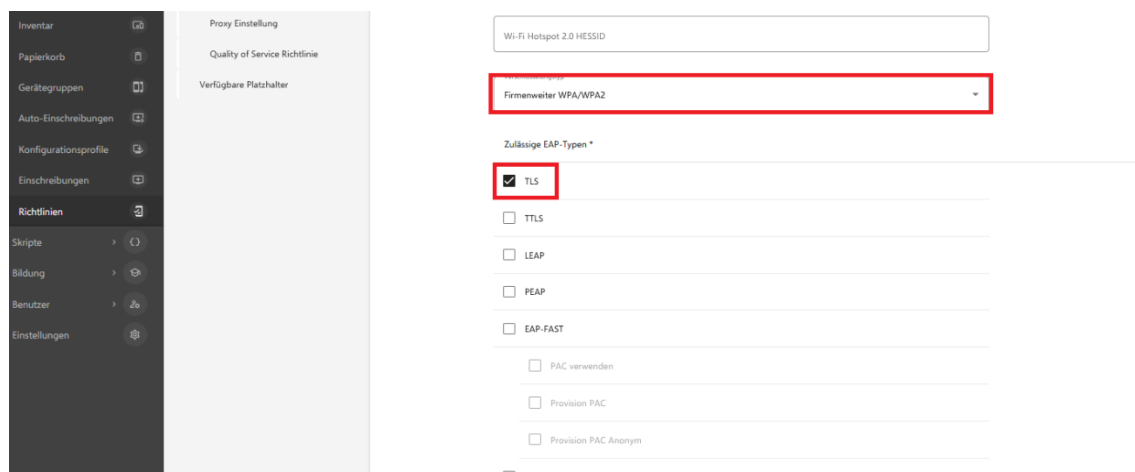 Inventar
Papierkorb
Gerätegruppen
Auto-Einschreibungen
Konfigurationsprofile
Einschreibungen
Richtlinien
Skripte
Bildung
Benutzer
Einstellungen
Proxy Einstellung
Quality of Service Richtlinie
Verfügbare Platzhalter
Wi-Fi Hotspot 2.0 HESSID
Firmenweiter WPA/WPA2
Zulässige EAP-Typen *
TLS
TTLS
LEAP
PEAP
EAP-FAST
PAC verwenden
Provision PAC
Provision PAC Anonym